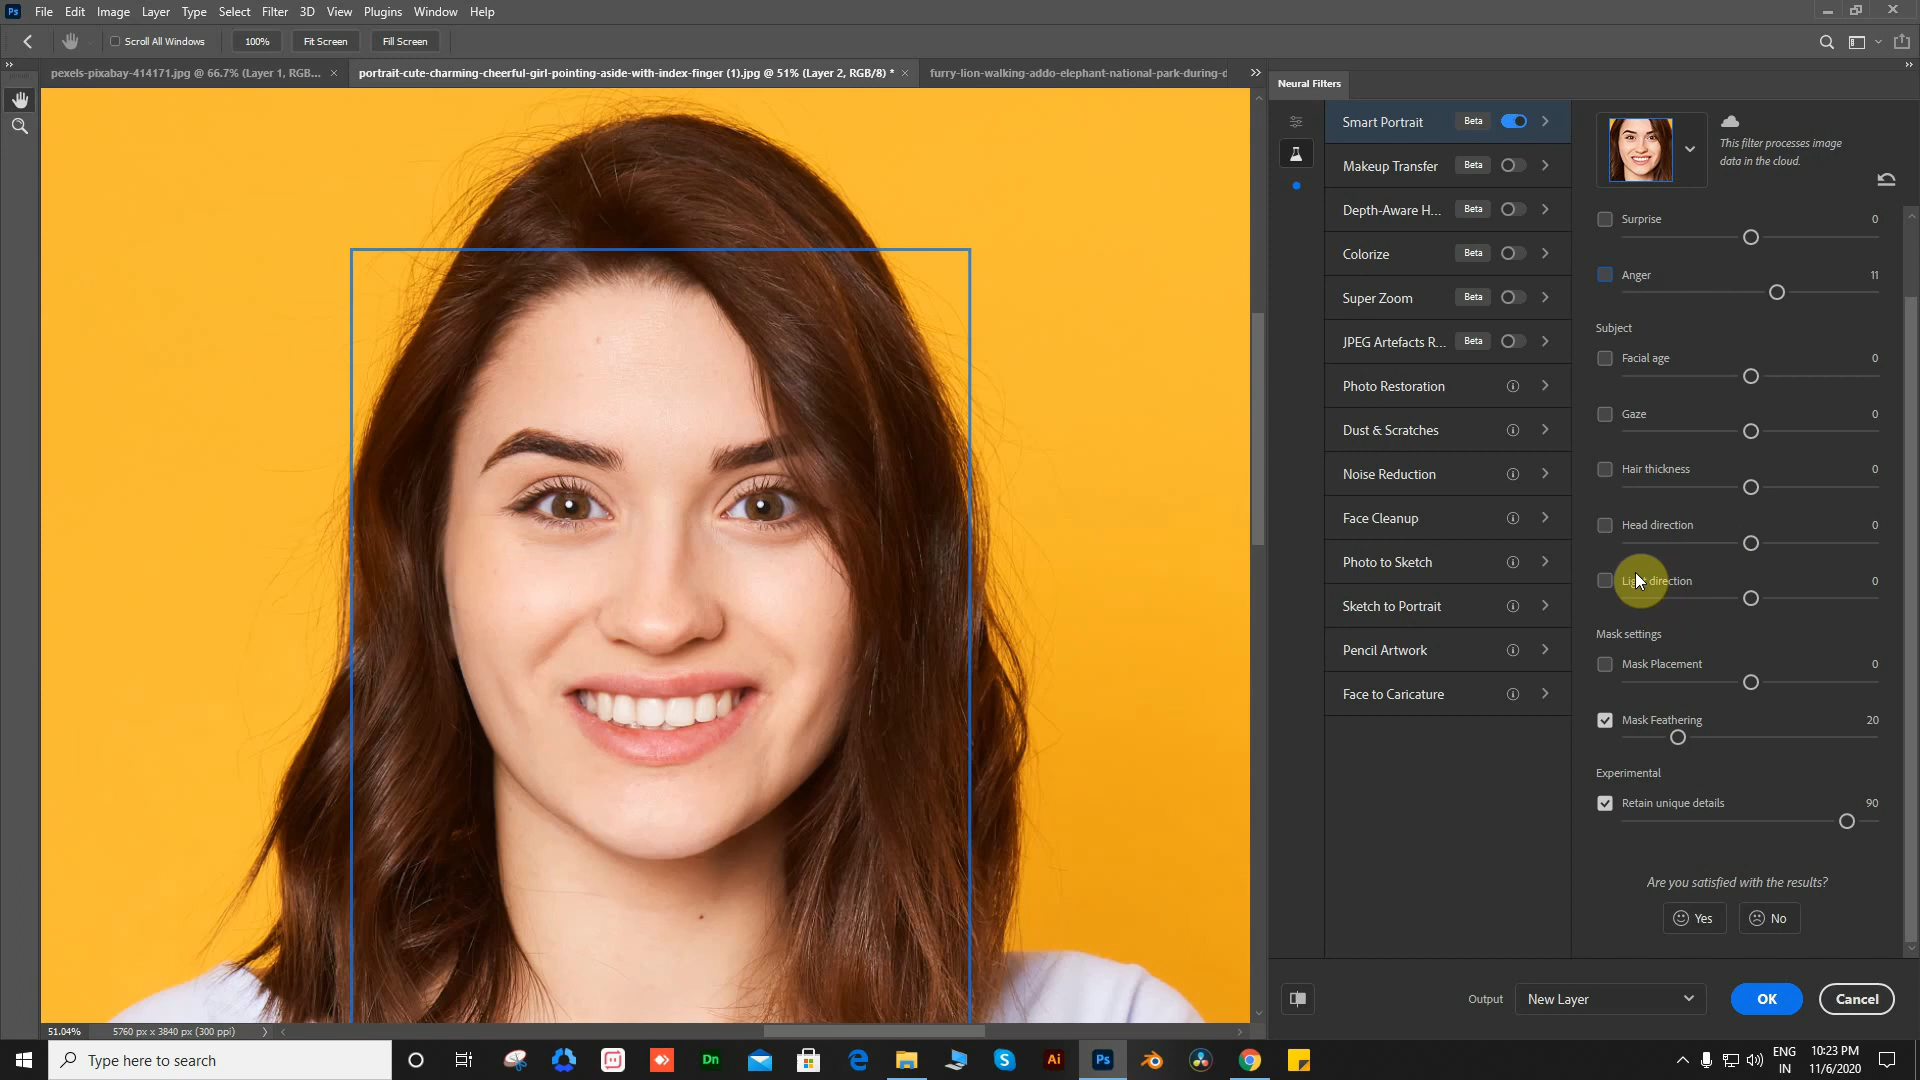 Ps File Edit Image Layer Type Select Filter 3D View Plugins Window Help
Scroll All Windows 100% Fit Screen Fill Screen
pexels-pixabay-414171.jpg @ 66.7% (Layer 1, RGB... × portrait-cute-charming-cheerful-girl-pointing-aside-with-index-finger (1).jpg @ 51% (Layer 2, RGB/8) * × furry-lion-walking-addo-elephant-national-park-during-d
Neural Filters
Smart Portrait Beta
Makeup Transfer Beta
Depth-Aware H... Beta
Colorize Beta
Super Zoom Beta
JPEG Artefacts R... Beta
Photo Restoration
Dust & Scratches
Noise Reduction
Face Cleanup
Photo to Sketch
Sketch to Portrait
Pencil Artwork
Face to Caricature
This filter processes image
data in the cloud.
Surprise 0
Anger 11
Subject
Facial age 0
Gaze 0
Hair thickness 0
Head direction 0
Light direction 0
Mask settings
Mask Placement 0
Mask Feathering 20
Experimental
Retain unique details 90
Are you satisfied with the results?
Yes No
Output New Layer OK Cancel
51.04% 5760 px x 3840 px (300 ppi)
Type here to search
Dn
Ai
Ps
ENG
IN
10:23 PM
11/6/2020